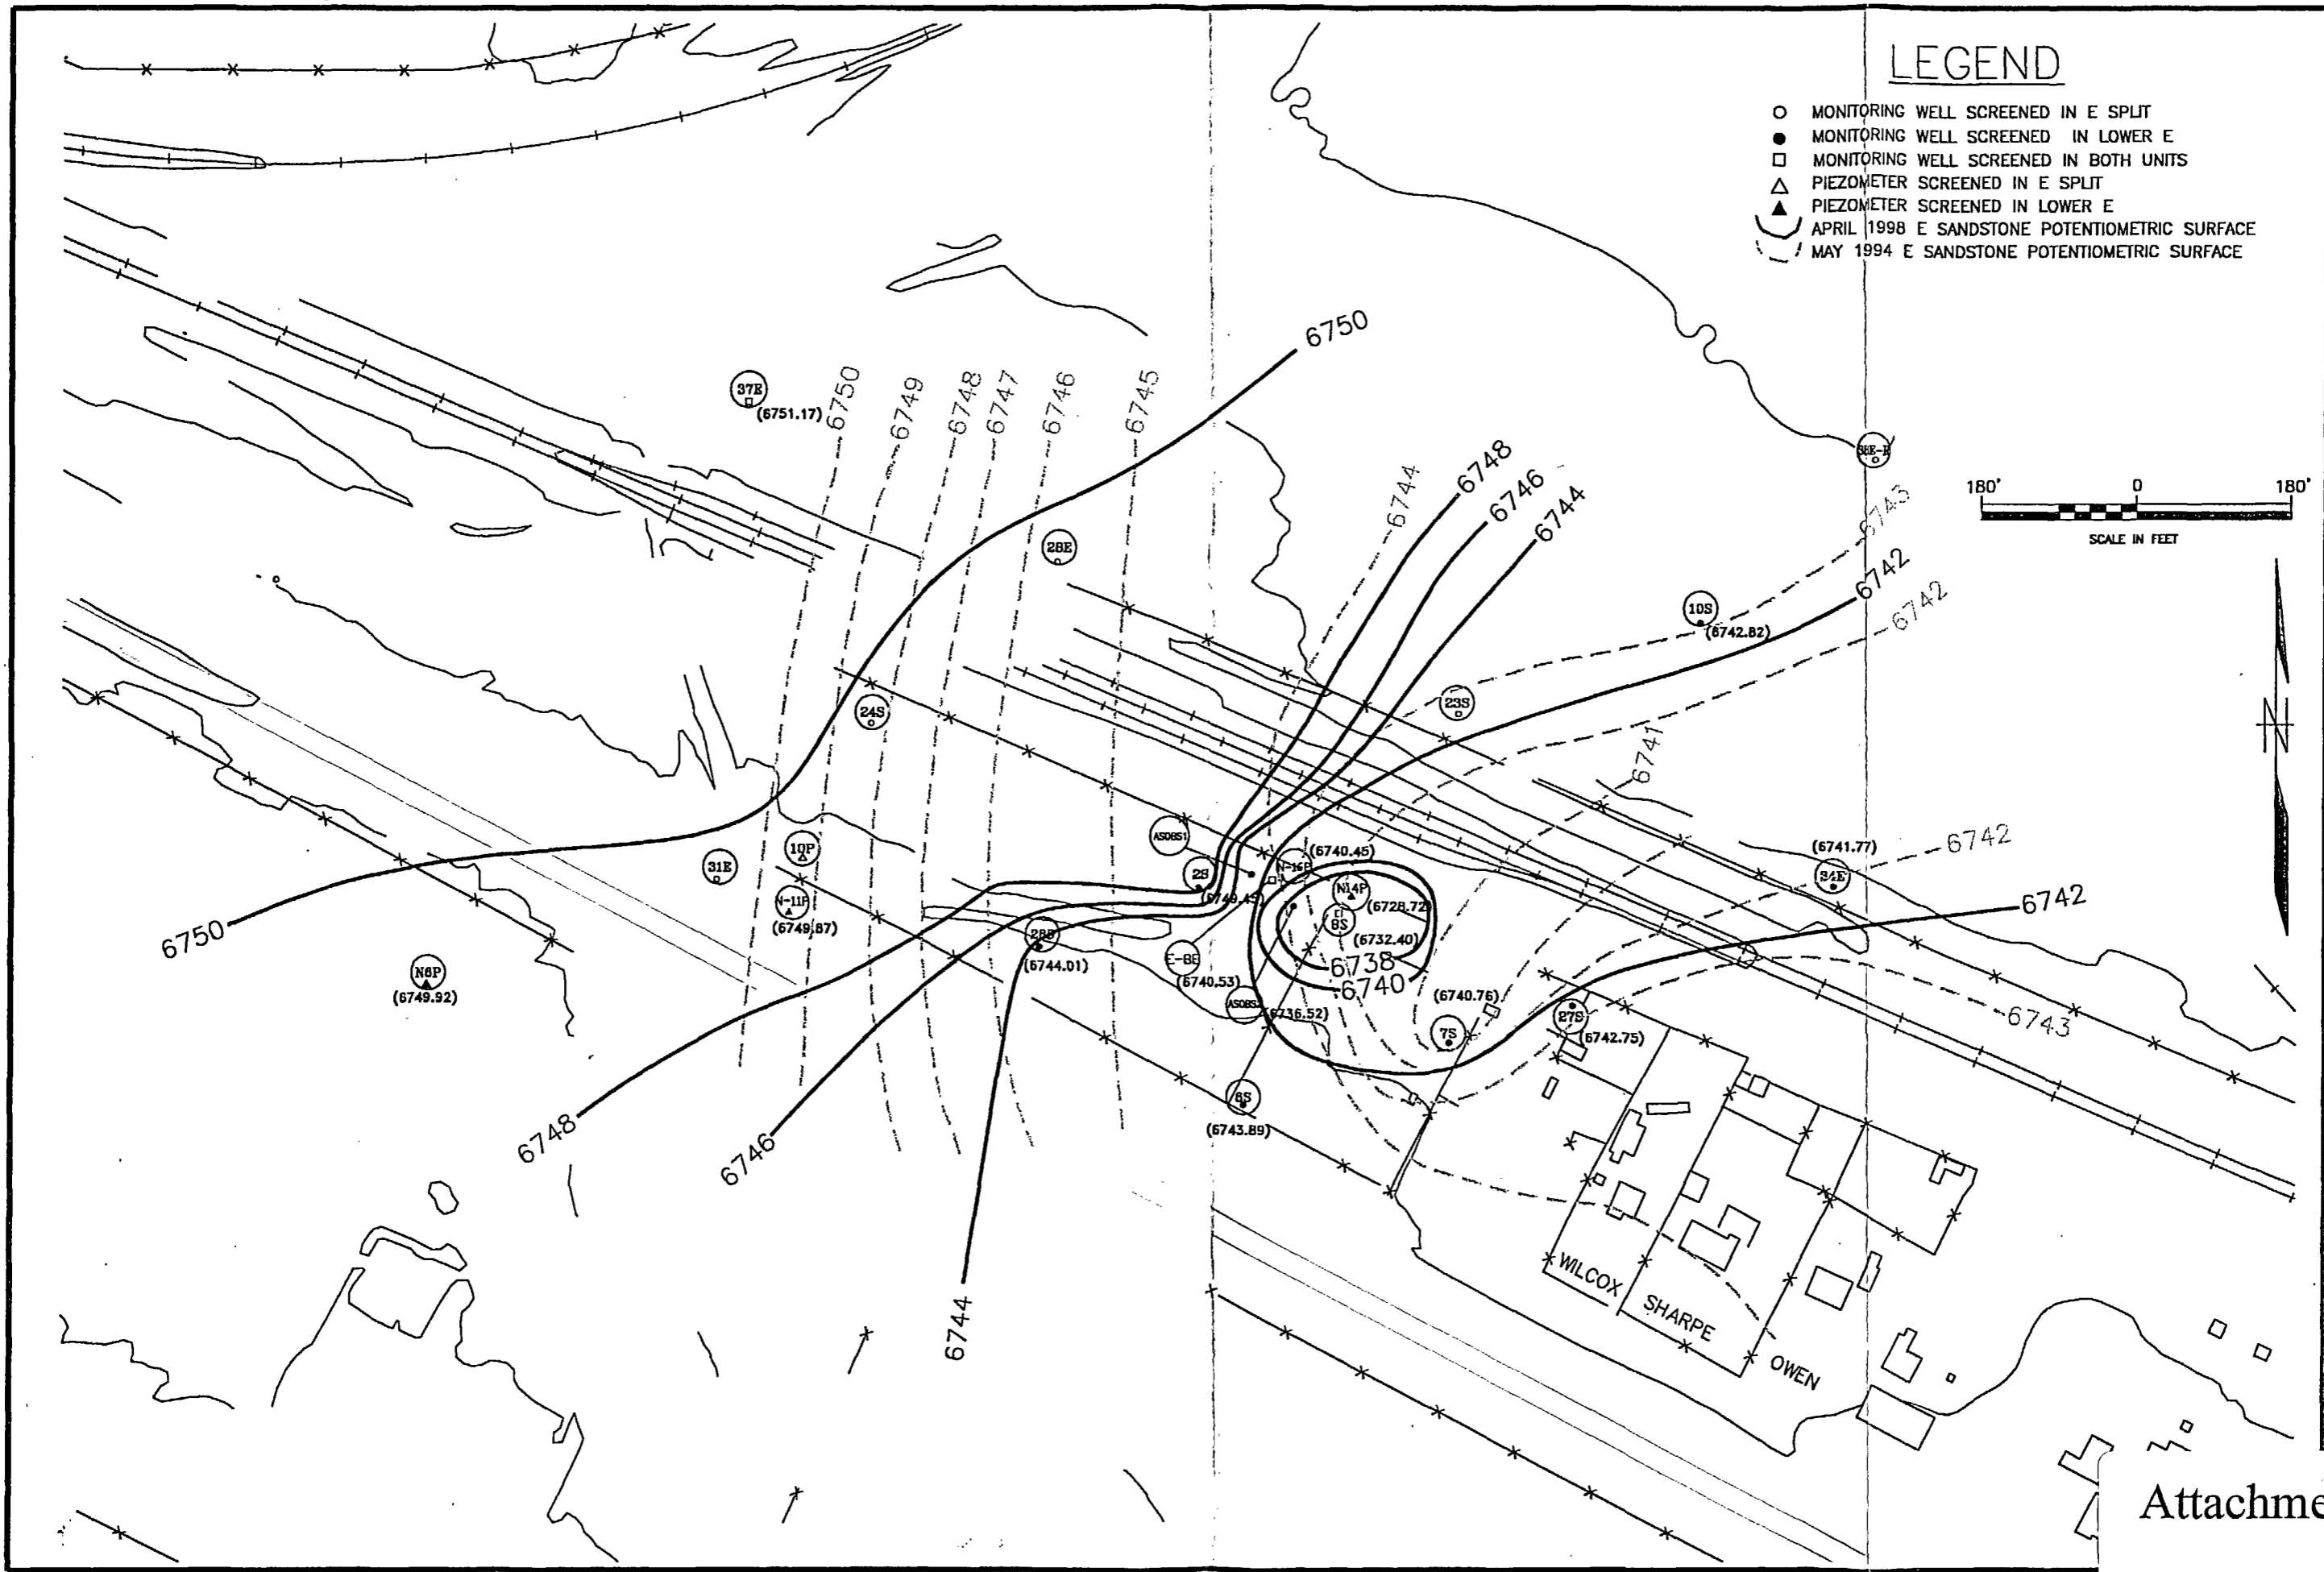 LEGEND
MONITORING WELL SCREENED IN E SPLIT
MONITORING WELL SCREENED IN LOWER E
MONITORING WELL SCREENED IN BOTH UNITS
PIEZOMETER SCREENED IN E SPLIT
PIEZOMETER SCREENED IN LOWER E
APRIL 1998 E SANDSTONE POTENTIOMETRIC SURFACE
MAY 1994 E SANDSTONE POTENTIOMETRIC SURFACE
6750
37E
(6751.17)
6750
6749
6748
6747
6746
6745
6744
6748
6746
6744
6743
180' 0 180'
SCALE IN FEET
28E
6742
6742
10S
(6742.82)
24S
23S
6741
N
ASOBS1
10P
31E
2S
N-16P
(6740.45)
N14P
(6741.77)
34E
6742
6742
N-11P
(6749.87)
(6728.72)
8S
(6732.40)
6750
N6P
(6749.92)
(6744.01)
E-BE
(6740.53)
6738
6740
(6740.76)
(6736.52)
7S
27S
(6742.75)
6743
6S
(6743.89)
6748
6746
6744
WILCOX
SHARPE
OWEN
Attachme